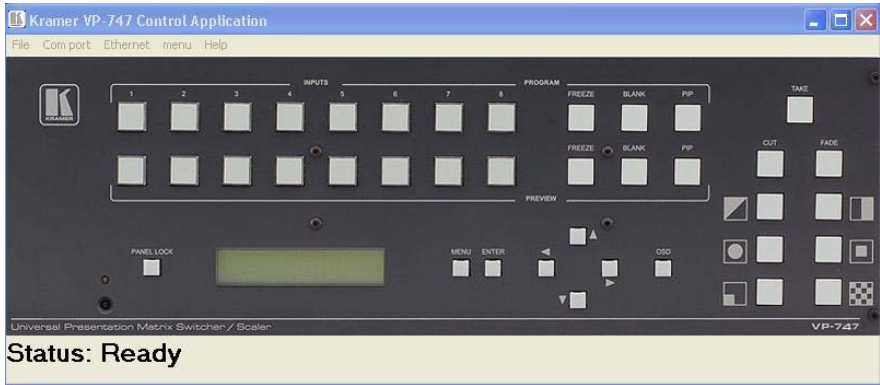 Kramer VP-747 Control Application
File Com port Ethernet menu Help
INPUTS PROGRAM
1 2 3 4 5 6 7 8 FREEZE BLANK PIP
TAKE
K
KRAMER
FREEZE BLANK PIP
CUT FADE
PREVIEW
PANEL LOCK MENU ENTER OSD
Universal Presentation Matrix Switcher / Scaler VP-747
Status: Ready